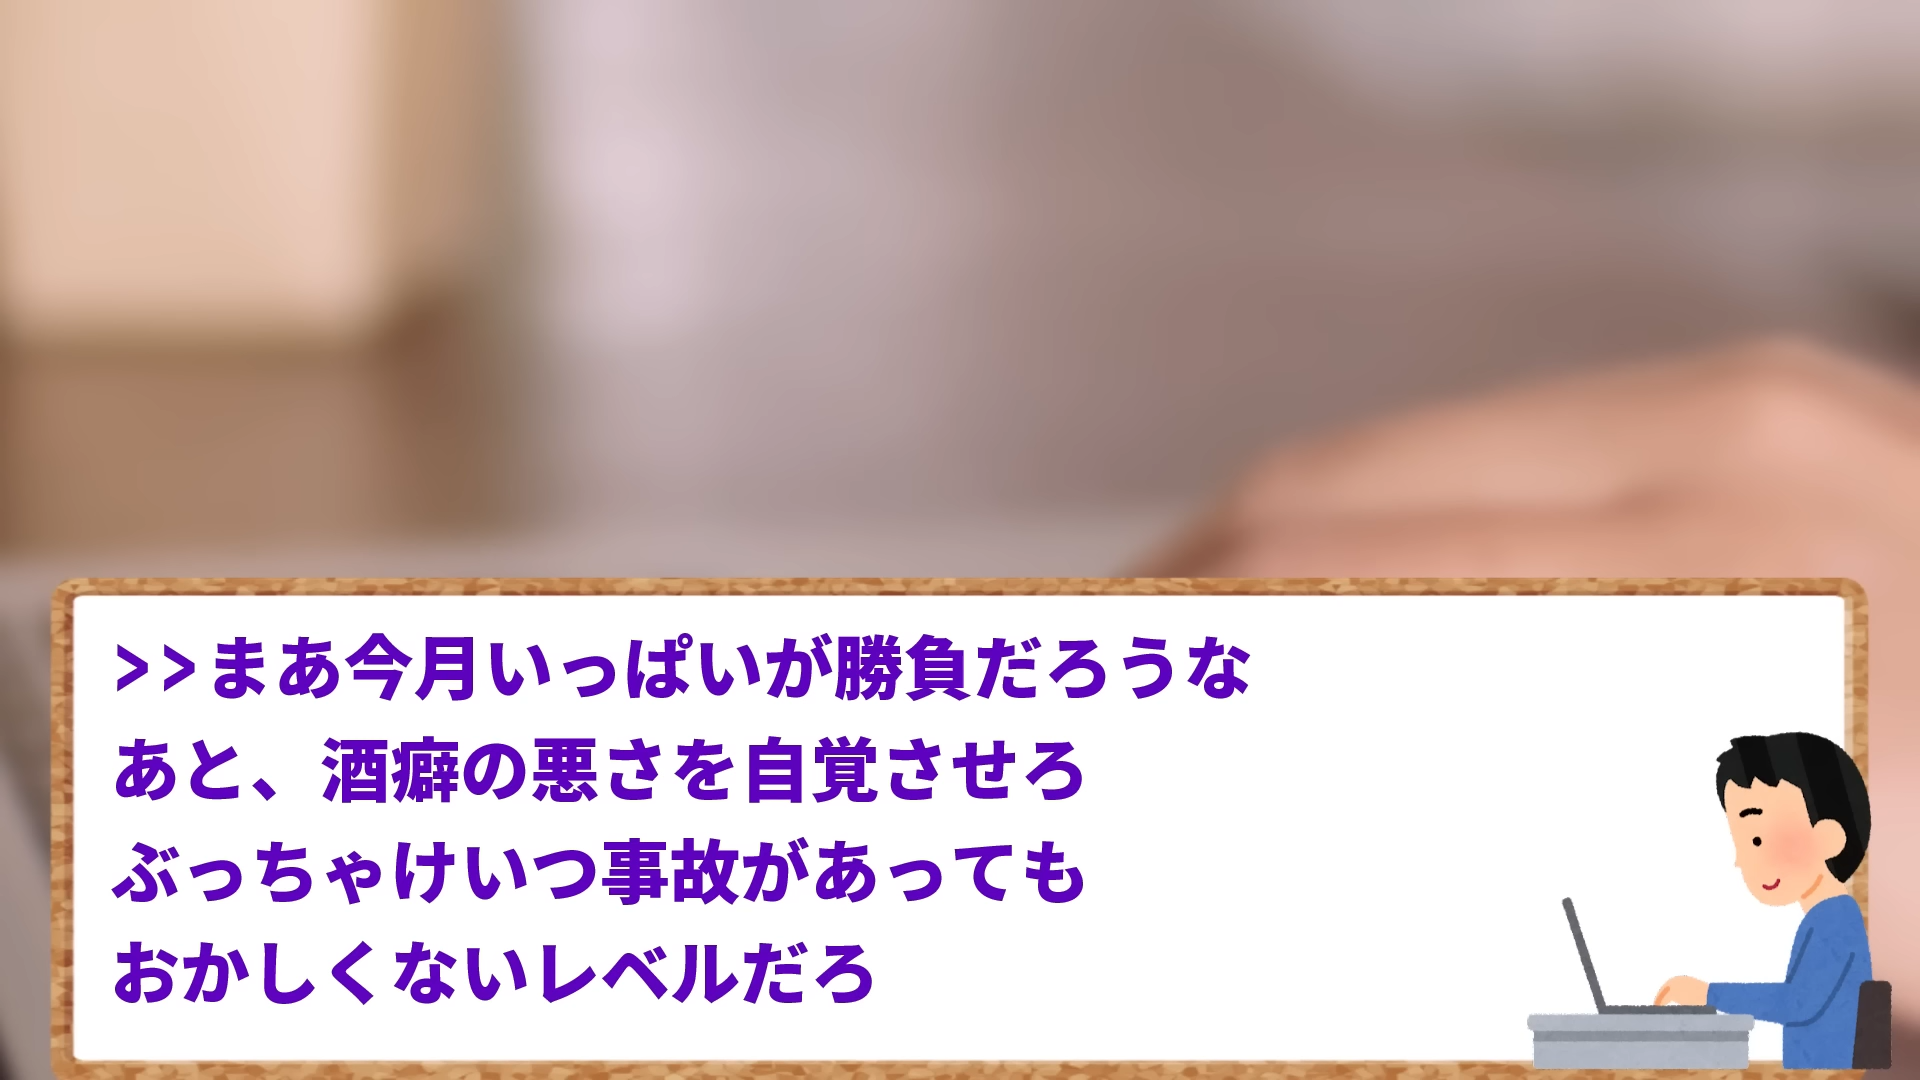 >>まあ今月いっぱいが勝負だろうな
あと、酒癖の悪さを自覚させろ
ぶっちゃけいつ事故があっても
おかしくないレベルだろ